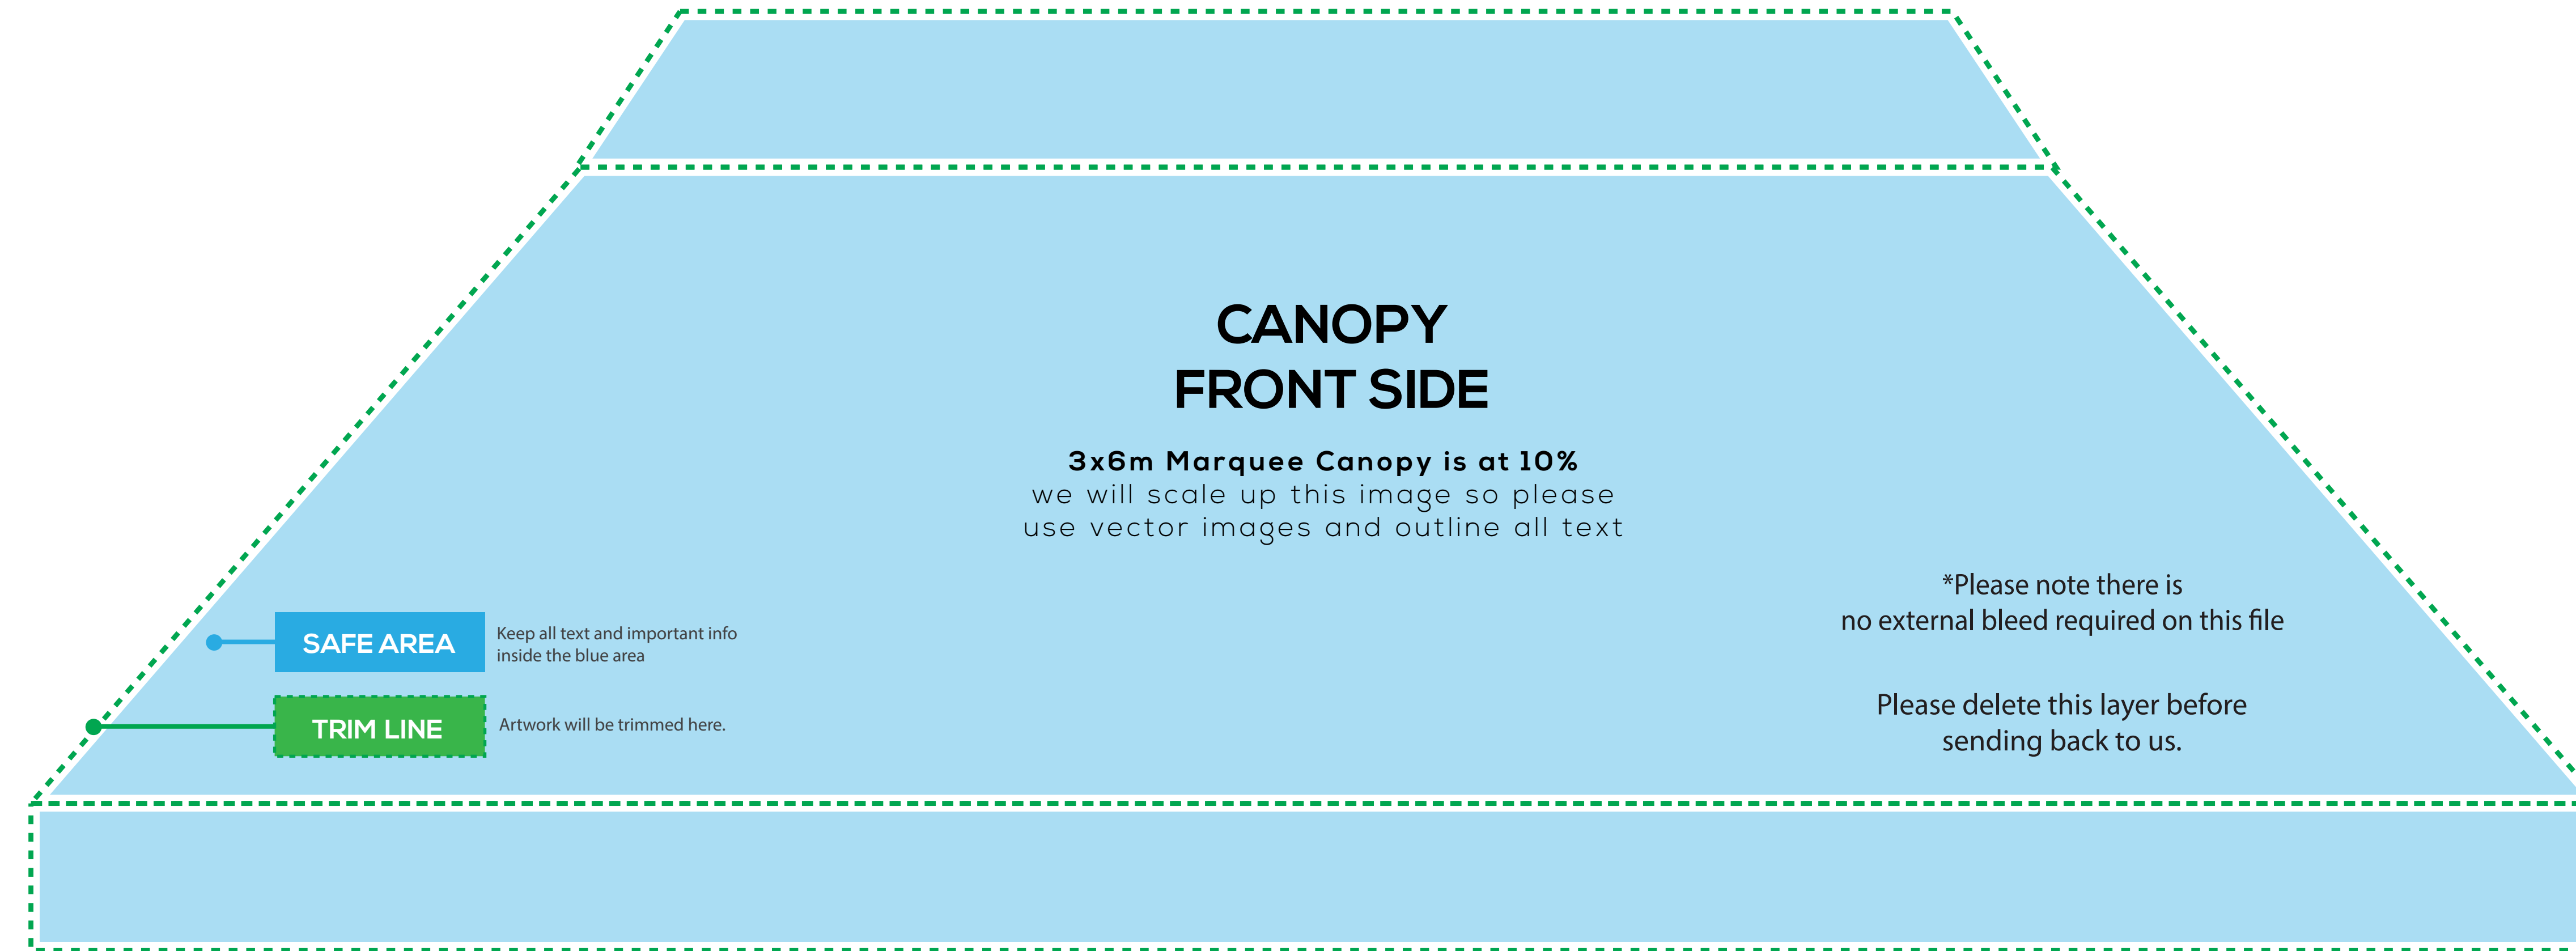 CANOPY
FRONT SIDE
3x6m Marquee Canopy is at 10%
we will scale up this image so please
use vector images and outline all text
*Please note there is
no external bleed required on this file
SAFE AREA
Keep all text and important info
inside the blue area
TRIM LINE
Artwork will be trimmed here.
Please delete this layer before
sending back to us.